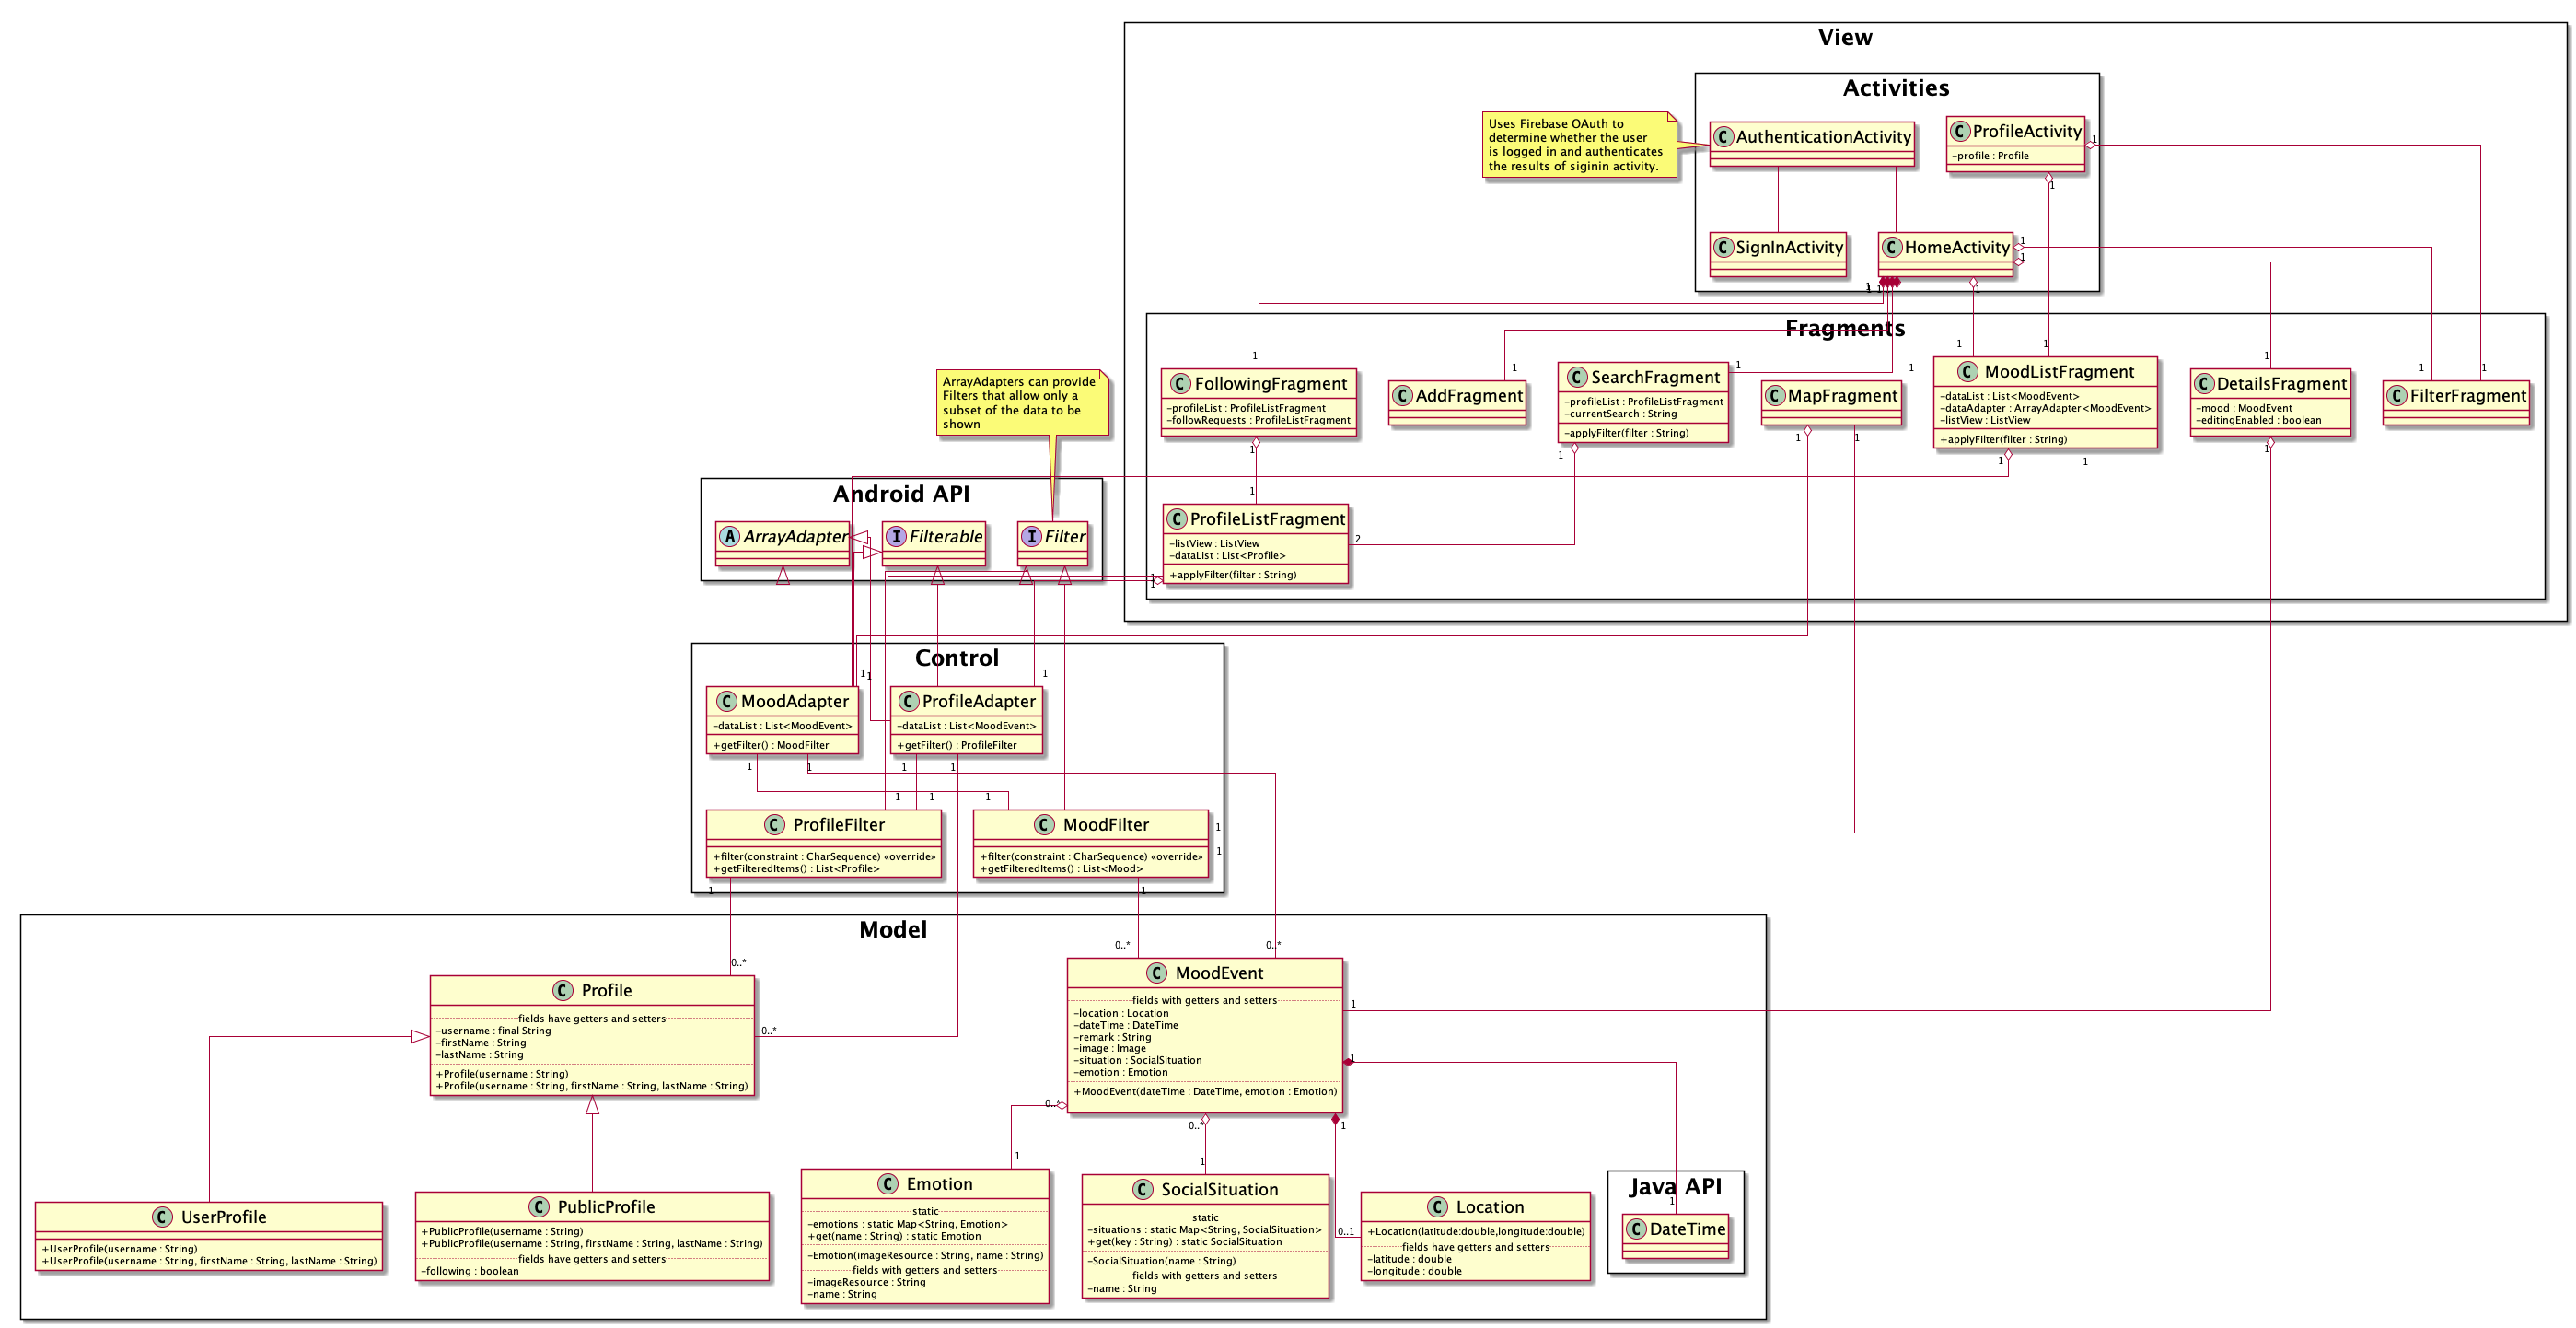 View
Activities
Uses Firebase OAuth to
determine whether the user
is logged in and authenticates
the results of siginin activity.
C AuthenticationActivity
C ProfileActivity
-profile : Profile
1
1
C SignInActivity
C HomeActivity
1
1
1
1
1
Fragments
1
1
1
1
1
1
1
1
1
C FollowingFragment
-profileList : ProfileListFragment
-followRequests : ProfileListFragment
C AddFragment
C SearchFragment
-profileList : ProfileListFragment
-currentSearch : String
-applyFilter(filter : String)
C MapFragment
C MoodListFragment
-dataList : List<MoodEvent>
-dataAdapter : ArrayAdapter<MoodEvent>
-listView : ListView
+applyFilter(filter : String)
C DetailsFragment
-mood : MoodEvent
-editingEnabled : boolean
C FilterFragment
ArrayAdapters can provide
Filters that allow only a
subset of the data to be
shown
1
1
1
1
1
1
1
1
Android API
A ArrayAdapter
I Filterable
I Filter
C ProfileListFragment
-listView : ListView
-dataList : List<Profile>
+applyFilter(filter : String)
2
1
1
Control
1
1
1
C MoodAdapter
-dataList : List<MoodEvent>
+getFilter() : MoodFilter
C ProfileAdapter
-dataList : List<MoodEvent>
+getFilter() : ProfileFilter
1
1
1
1
1
1
1
C ProfileFilter
+filter(constraint : CharSequence) «override»
+getFilteredItems() : List<Profile>
C MoodFilter
+filter(constraint : CharSequence) «override»
+getFilteredItems() : List<Mood>
1
1
1
1
Model
0..*
0..*
0..*
C Profile
fields have getters and setters
-username : final String
-firstName : String
-lastName : String
+Profile(username : String)
+Profile(username : String, firstName : String, lastName : String)
0..*
C MoodEvent
fields with getters and setters
-location : Location
-dateTime : DateTime
-remark : String
-image : Image
-situation : SocialSituation
-emotion : Emotion
+MoodEvent(dateTime : DateTime, emotion : Emotion)
1
1
0..*
0..*
1
1
1
C UserProfile
+UserProfile(username : String)
+UserProfile(username : String, firstName : String, lastName : String)
C PublicProfile
+PublicProfile(username : String)
+PublicProfile(username : String, firstName : String, lastName : String)
fields have getters and setters
-following : boolean
C Emotion
static
-emotions : static Map<String, Emotion>
+get(name : String) : static Emotion
-Emotion(imageResource : String, name : String)
fields with getters and setters
-imageResource : String
-name : String
C SocialSituation
static
-situations : static Map<String, SocialSituation>
+get(key : String) : static SocialSituation
-SocialSituation(name : String)
fields with getters and setters
-name : String
0..1
C Location
+Location(latitude:double,longitude:double)
fields have getters and setters
-latitude : double
-longitude : double
Java API
1
C DateTime